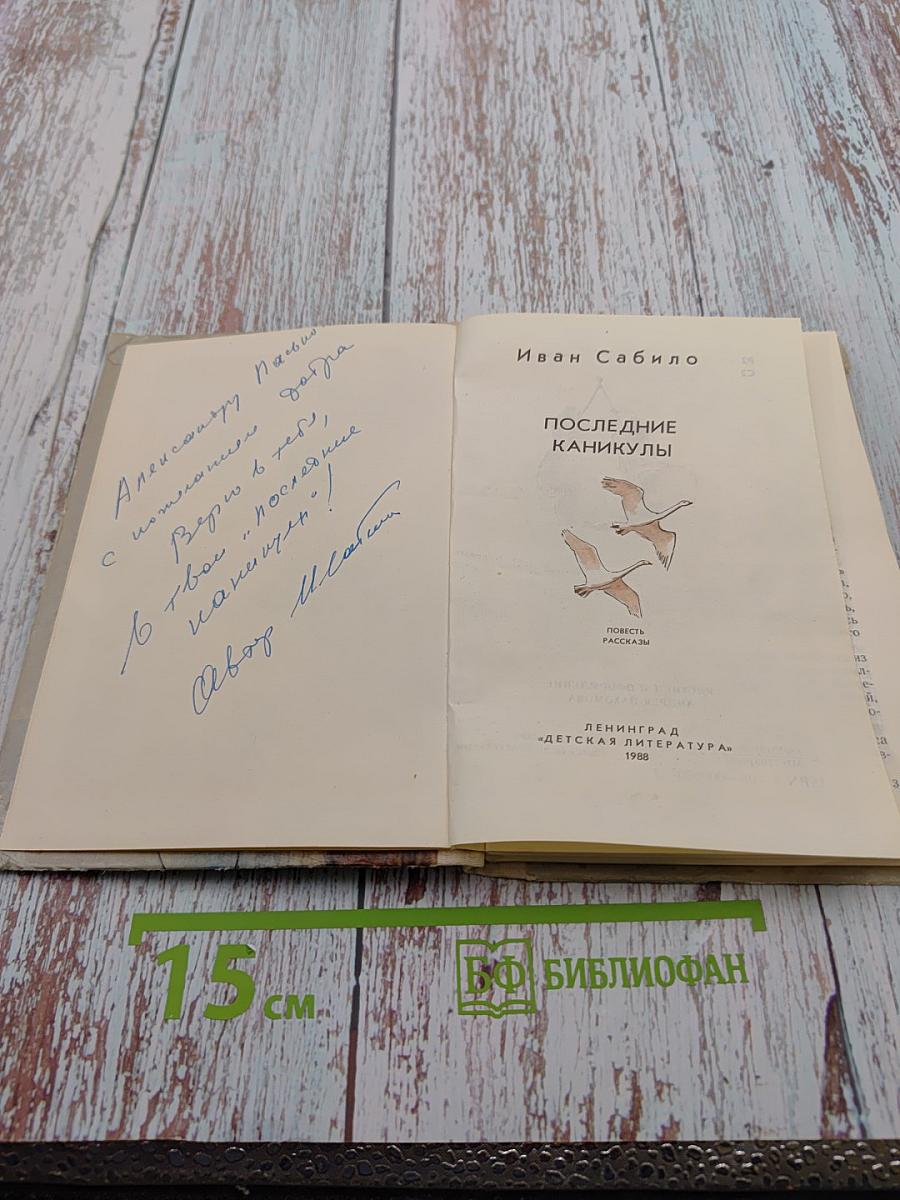 Александру
с пожеланием добра
Верю в тебя,
в твои „Последние
каникулы"!
Автор ИСабило
Иван Сабило
ПОСЛЕДНИЕ
КАНИКУЛЫ
ПОВЕСТЬ
РАССКАЗЫ
ЛЕНИНГРАД
«ДЕТСКАЯ ЛИТЕРАТУРА»
1988
15 см
БФ БИБЛИОФАН